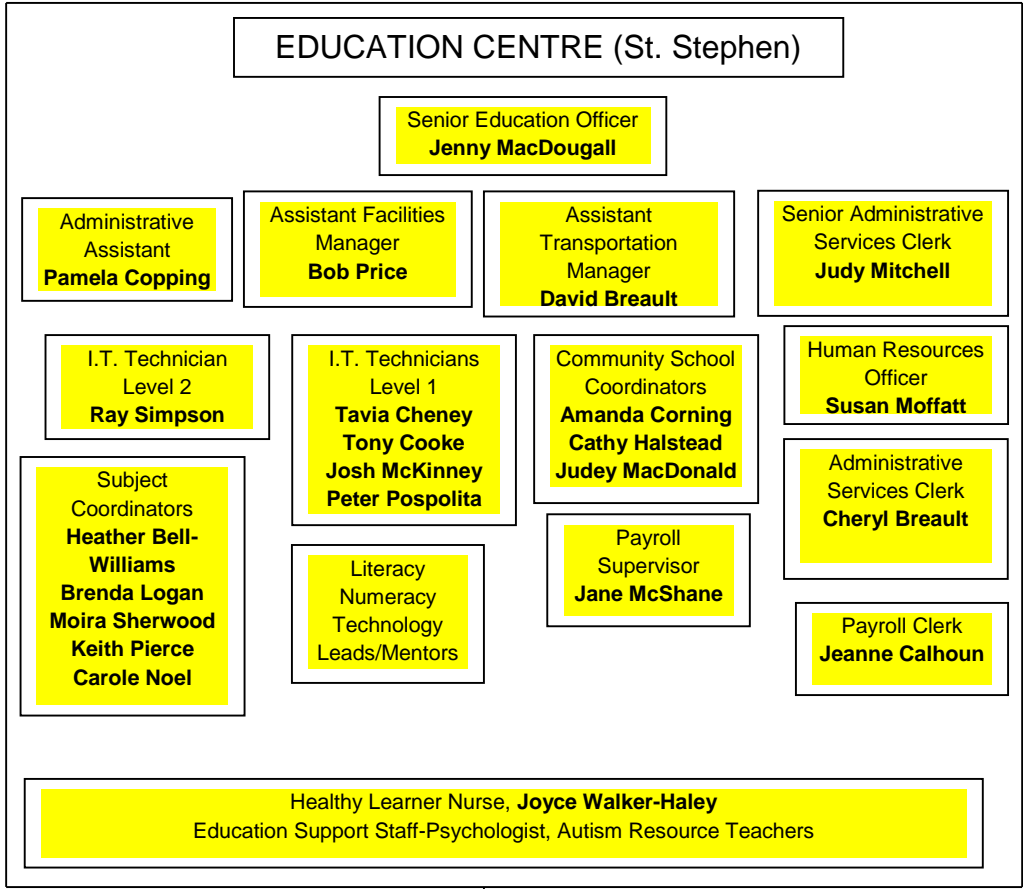 EDUCATION CENTRE (St. Stephen)
Senior Education Officer
Jenny MacDougall
Administrative
Assistant
Pamela Copping
Assistant Facilities
Manager
Bob Price
Assistant
Transportation
Manager
David Breault
Senior Administrative
Services Clerk
Judy Mitchell
I.T. Technician
Level 2
Ray Simpson
I.T. Technicians
Level 1
Tavia Cheney
Tony Cooke
Josh McKinney
Peter Pospolita
Community School
Coordinators
Amanda Corning
Cathy Halstead
Judey MacDonald
Human Resources
Officer
Susan Moffatt
Subject
Coordinators
Heather Bell-
Williams
Brenda Logan
Moira Sherwood
Keith Pierce
Carole Noel
Literacy
Numeracy
Technology
Leads/Mentors
Payroll
Supervisor
Jane McShane
Administrative
Services Clerk
Cheryl Breault
Payroll Clerk
Jeanne Calhoun
Healthy Learner Nurse, Joyce Walker-Haley
Education Support Staff-Psychologist, Autism Resource Teachers